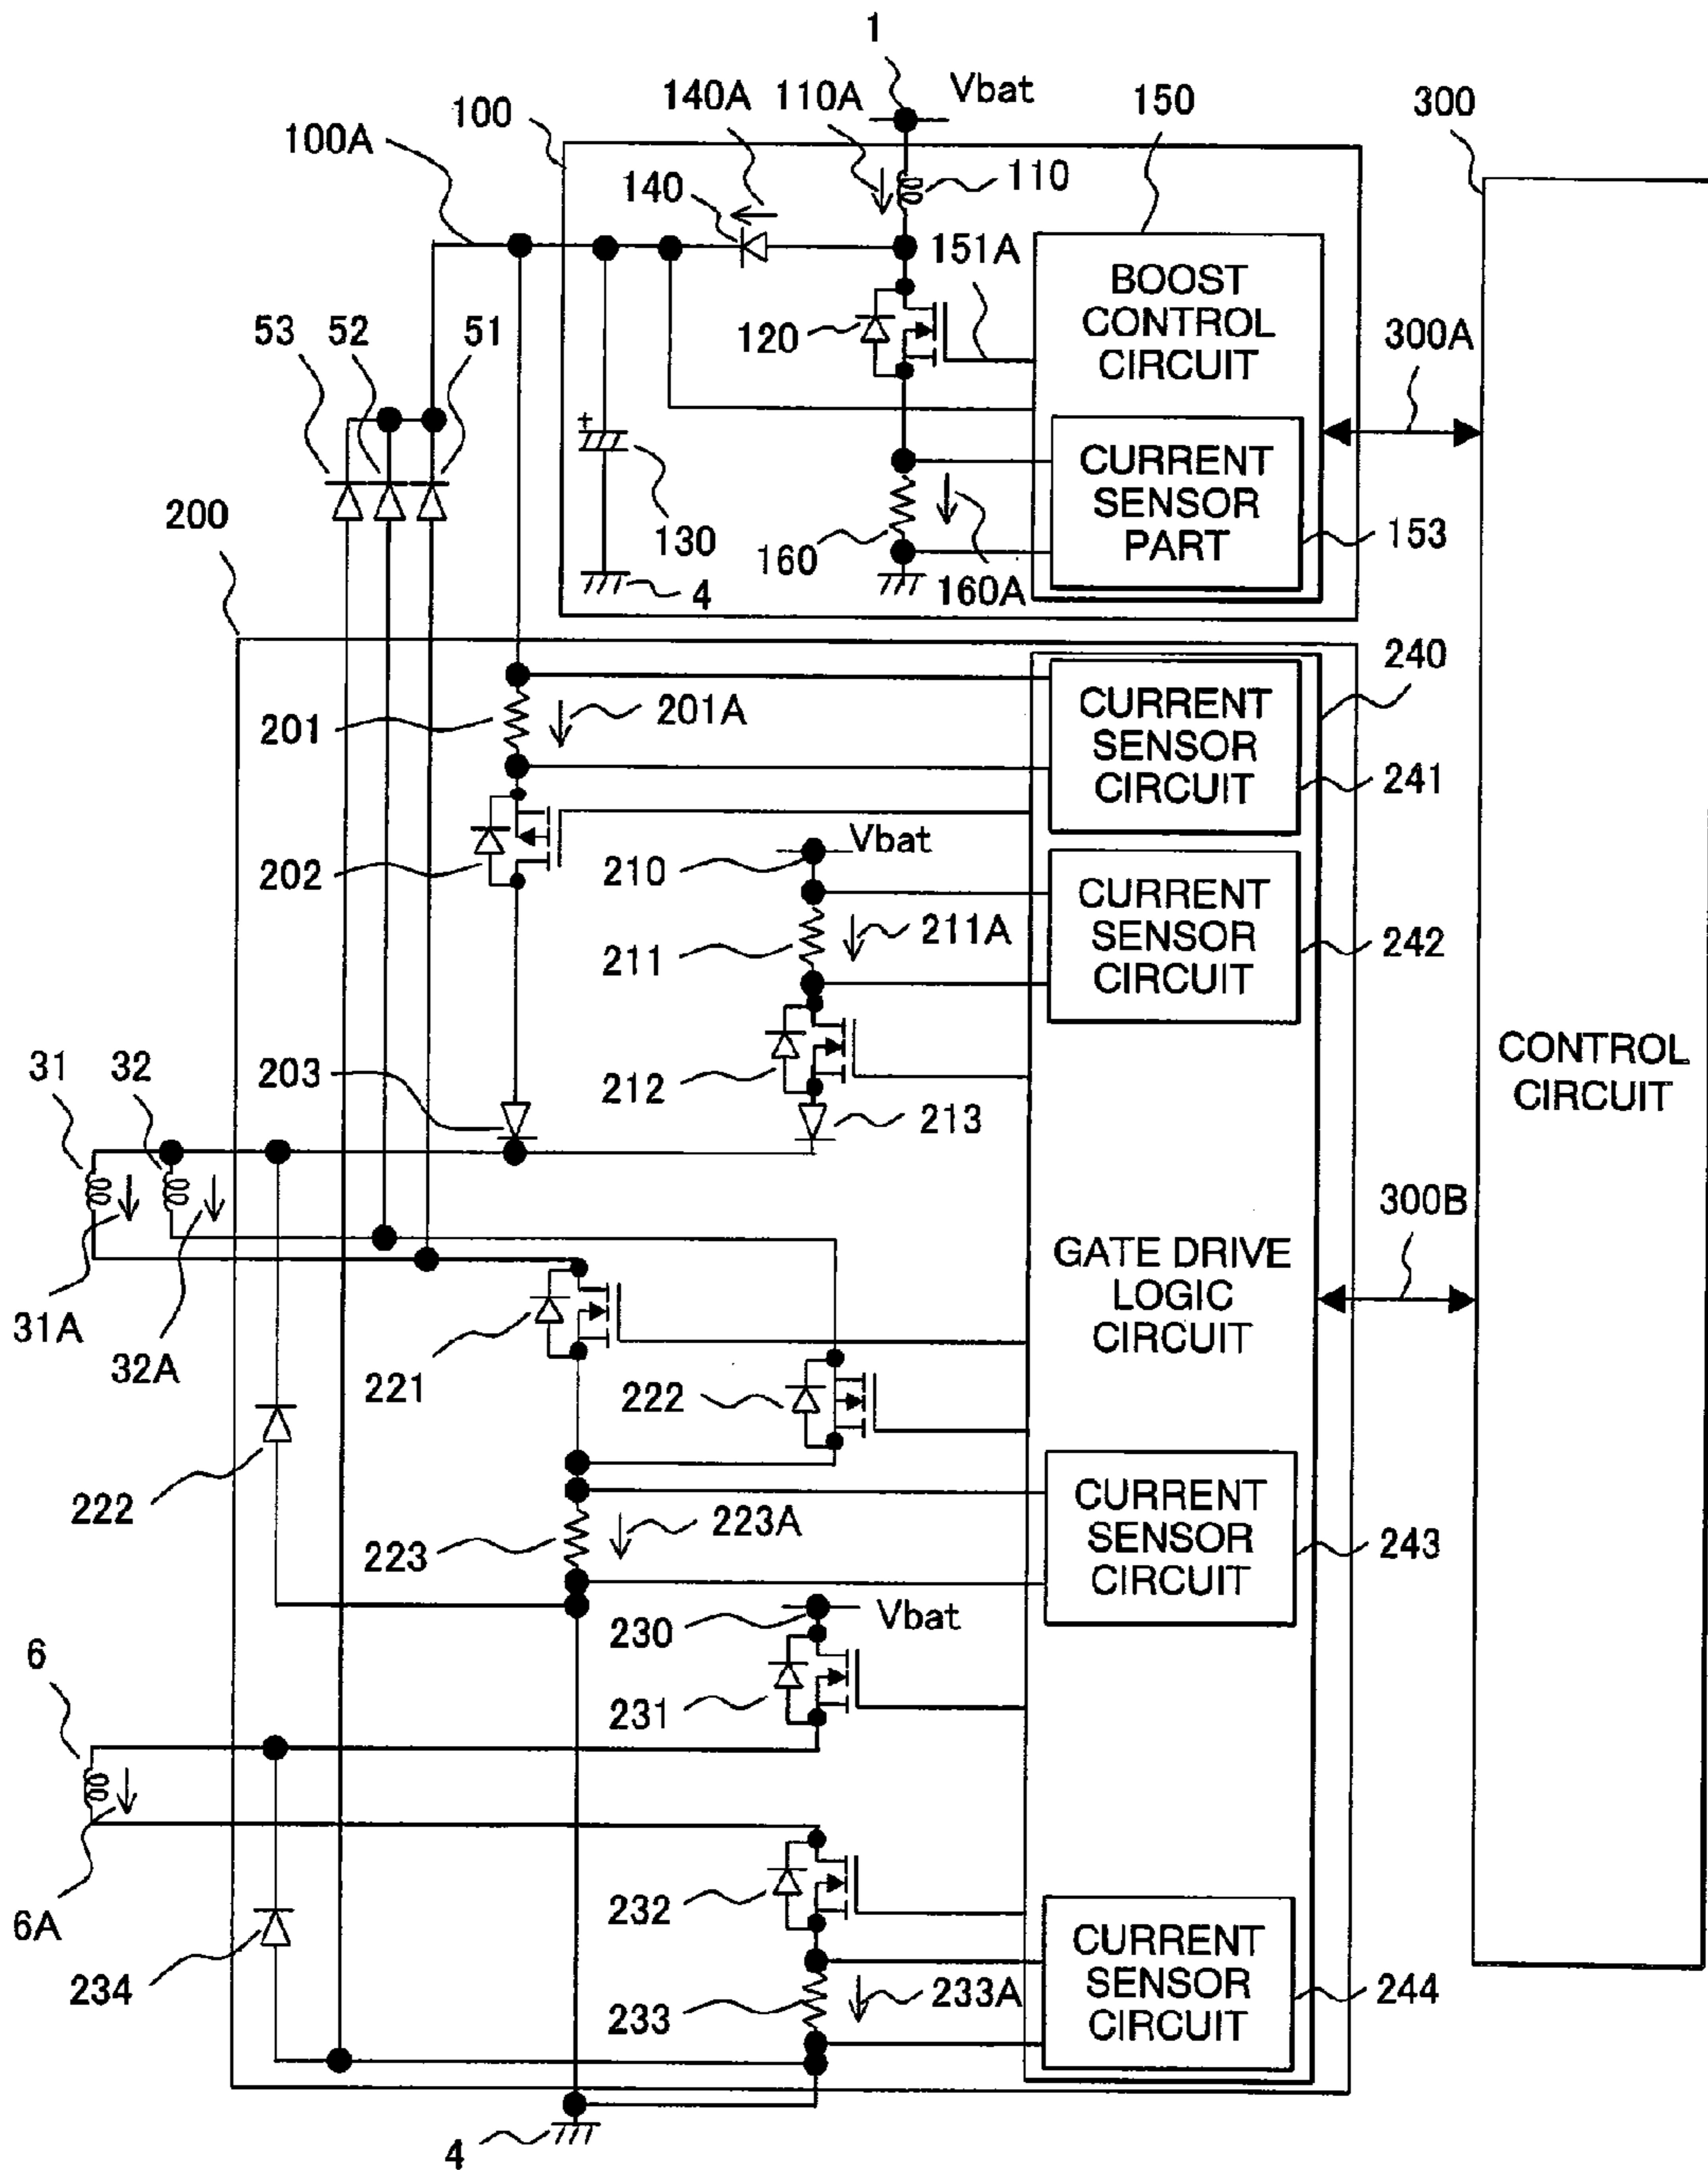 1
Vbat
140A
110A
150
300
100
100A
140
110
151A
BOOST
CONTROL
CIRCUIT
120
300A
53
52
51
+
CURRENT
SENSOR
PART
153
200
130
160
160A
4
240
CURRENT
SENSOR
CIRCUIT
241
201
201A
202
Vbat
210
CURRENT
SENSOR
CIRCUIT
242
211
211A
CONTROL
CIRCUIT
31
32
203
212
213
300B
GATE DRIVE
LOGIC
CIRCUIT
31A
32A
221
222
222
CURRENT
SENSOR
CIRCUIT
243
223
223A
230
Vbat
6
231
6A
232
234
CURRENT
SENSOR
CIRCUIT
244
233
233A
4